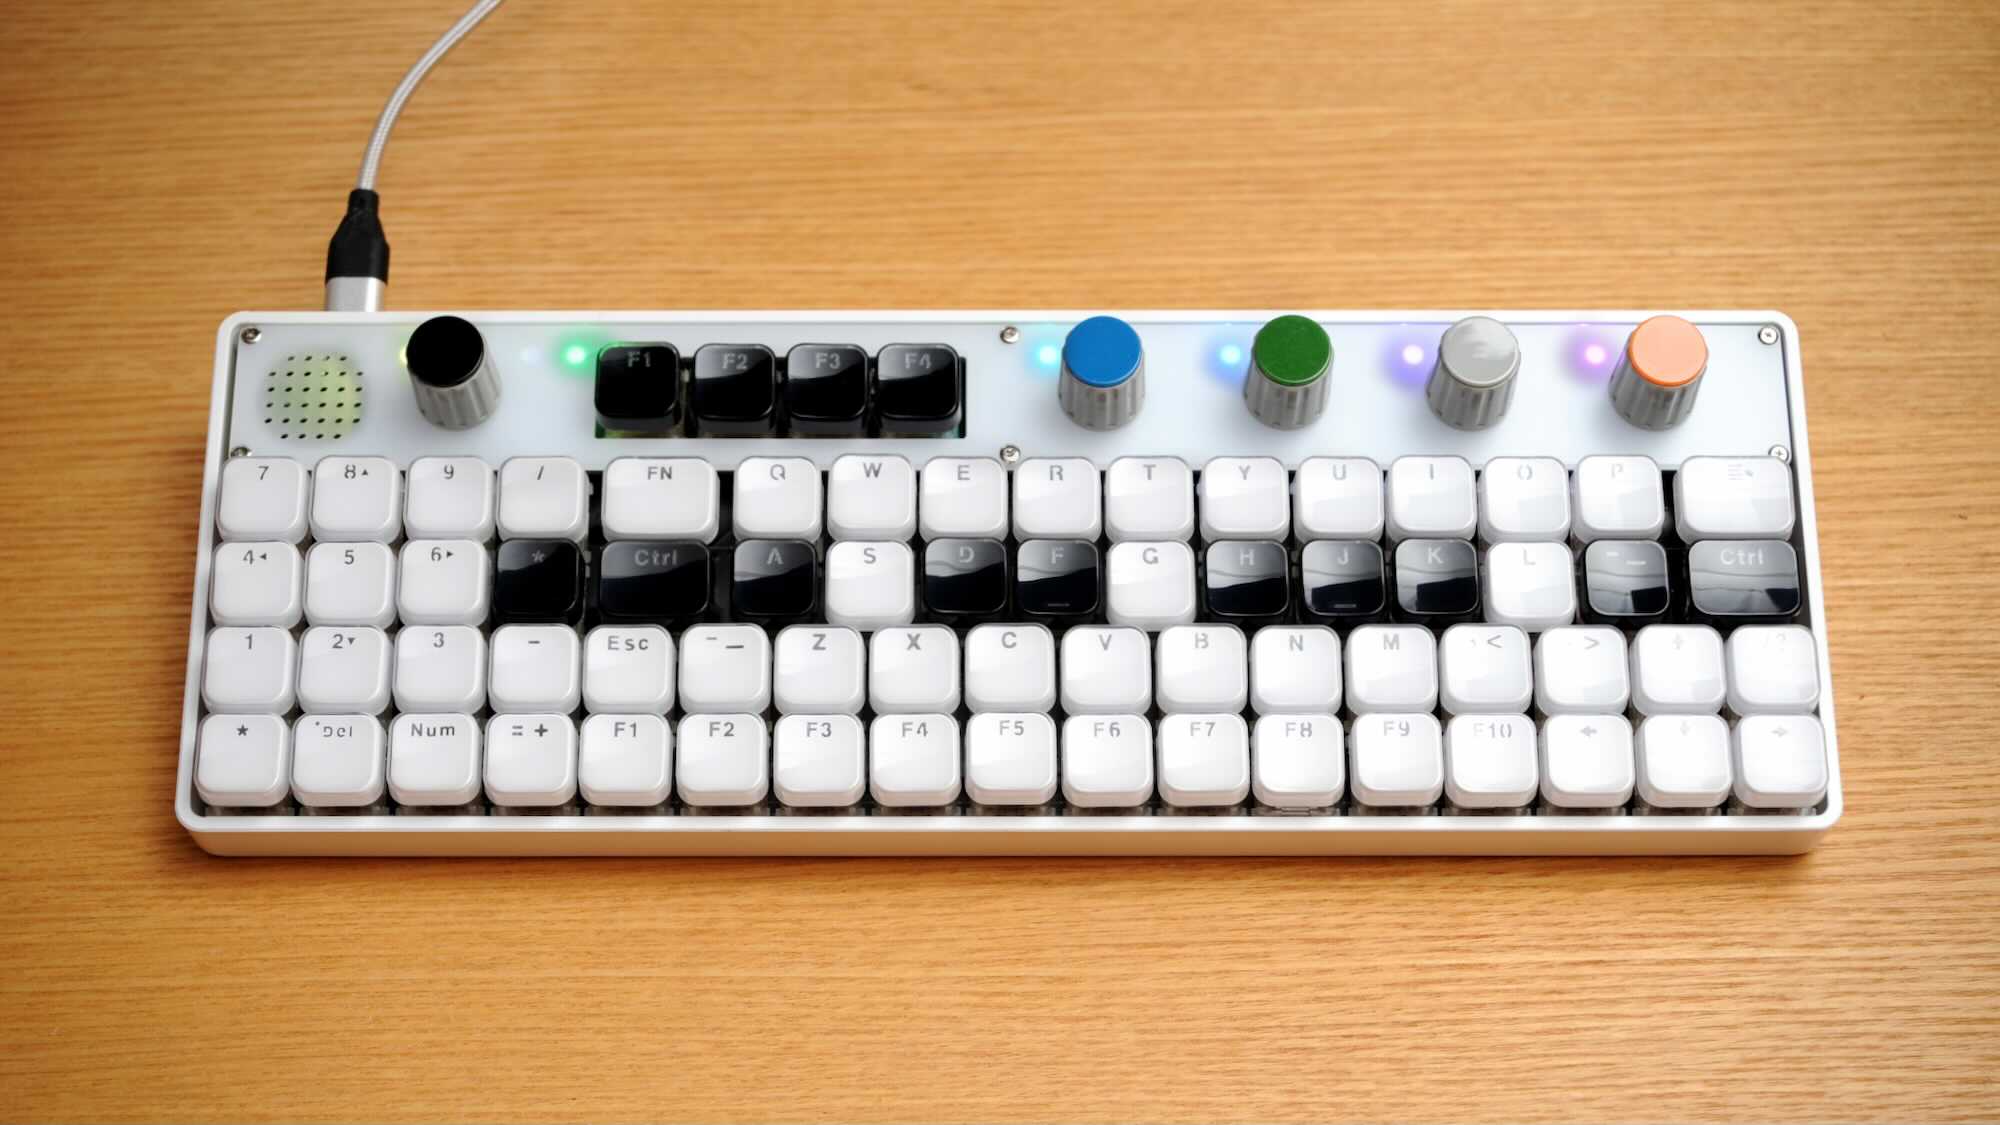 F1 F2 F3 F4
7 8▲ 9 / FN Q W E R T Y U I O P
4◄ 5 6► * Ctrl A S D F G H J K L -_ Ctrl
1 2▼ 3 - Esc -_ Z X C V B N M , < . > ↑ /?
* .Del Num = + F1 F2 F3 F4 F5 F6 F7 F8 F9 F10 ← ↓ →